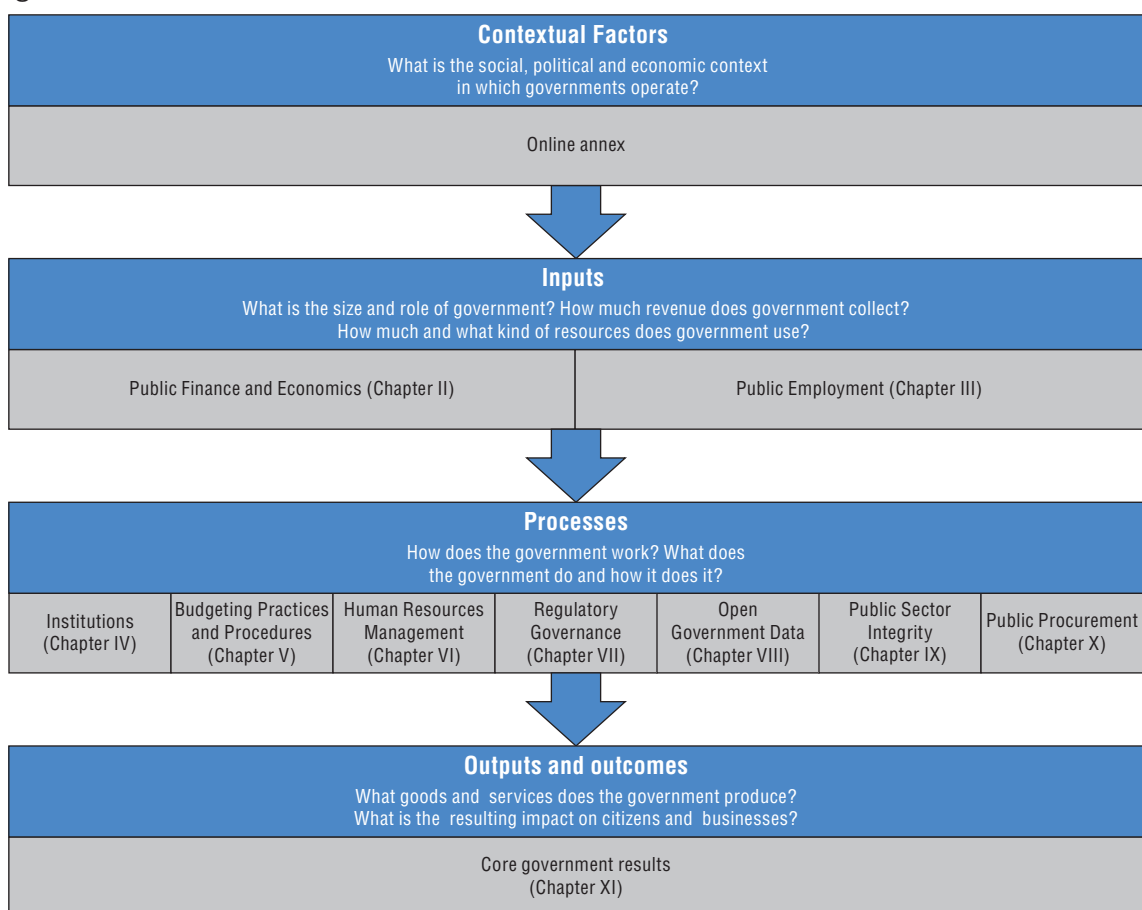 Contextual Factors
What is the social, political and economic context
in which governments operate?
Online annex
Inputs
What is the size and role of government? How much revenue does government collect?
How much and what kind of resources does government use?
Public Finance and Economics (Chapter II)
Public Employment (Chapter III)
Processes
How does the government work? What does
the government do and how it does it?
Institutions
(Chapter IV)
Budgeting Practices
and Procedures
(Chapter V)
Human Resources
Management
(Chapter VI)
Regulatory
Governance
(Chapter VII)
Open
Government Data
(Chapter VIII)
Public Sector
Integrity
(Chapter IX)
Public Procurement
(Chapter X)
Outputs and outcomes
What goods and services does the government produce?
What is the resulting impact on citizens and businesses?
Core government results
(Chapter XI)